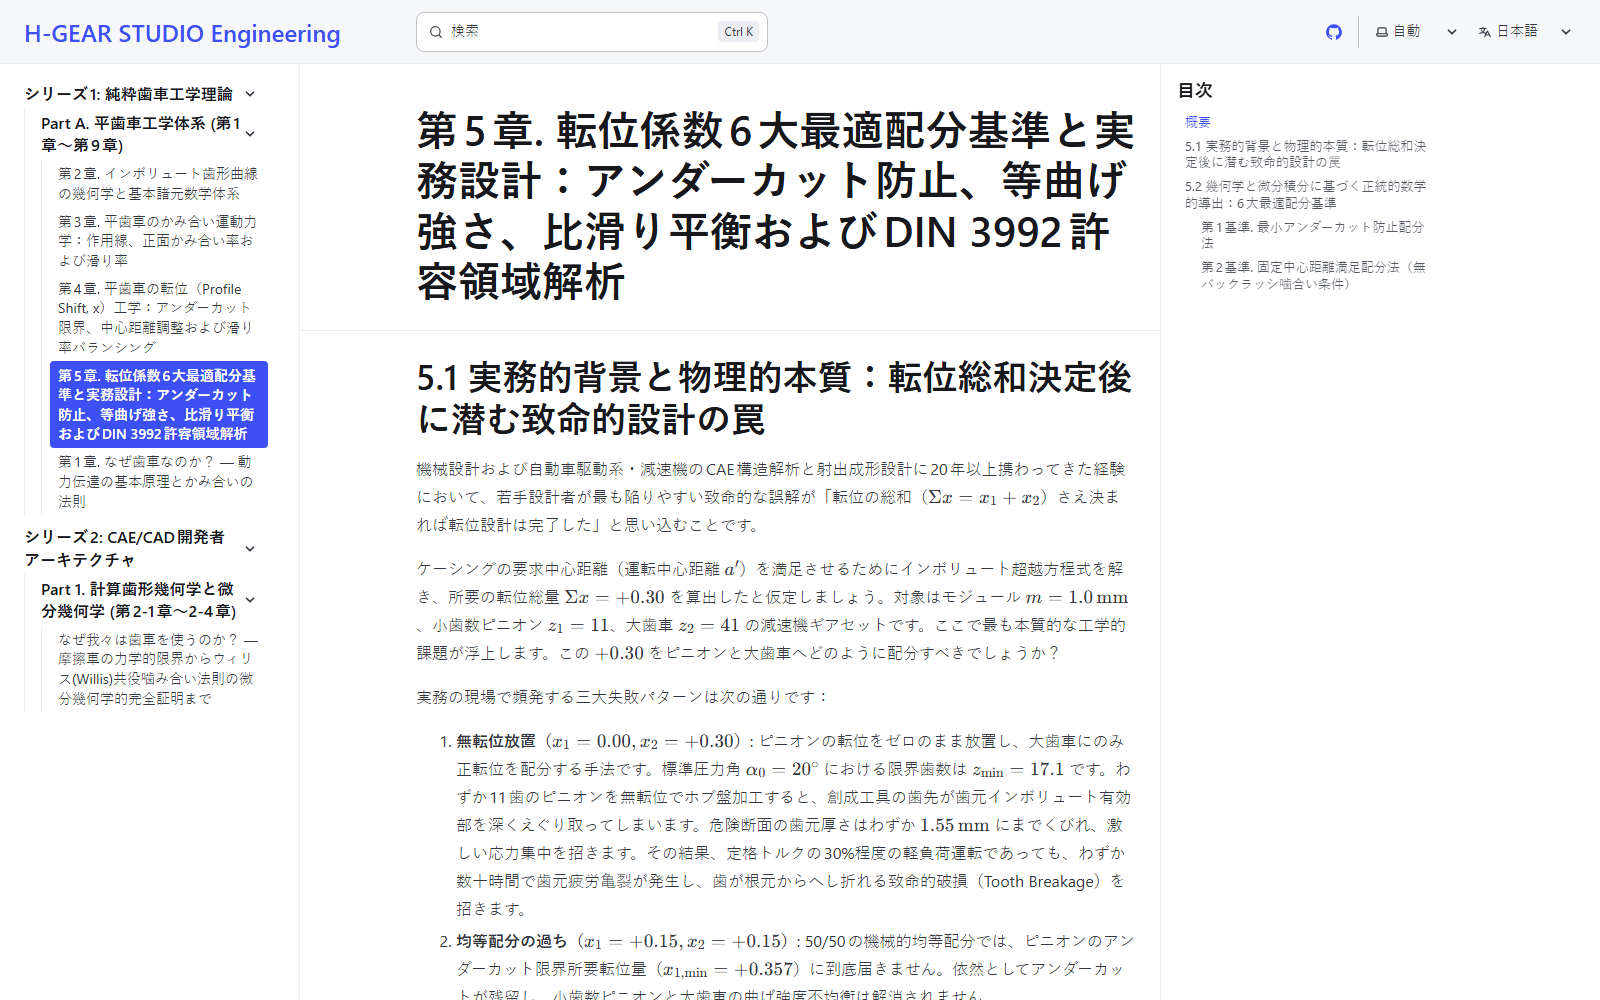 H-GEAR STUDIO Engineering
検索
Ctrl K
自動
日本語
シリーズ1: 純粋歯車工学理論
Part A. 平歯車工学体系 (第1
章～第9章)
第2章. インボリュート歯形曲線
の幾何学と基本諸元数学体系
第3章. 平歯車のかみ合い運動力
学：作用線、正面かみ合い率お
よび滑り率
第4章. 平歯車の転位（Profile
Shift, x）工学：アンダーカット
限界、中心距離調整および滑り
率バランシング
第5章. 転位係数6大最適配分基
準と実務設計：アンダーカット
防止、等曲げ強さ、比滑り平衡
およびDIN 3992許容領域解析
第1章. なぜ歯車なのか？ — 動
力伝達の基本原理とかみ合いの
法則
シリーズ2: CAE/CAD開発者
アーキテクチャ
Part 1. 計算歯形幾何学と微
分幾何学 (第2-1章～2-4章)
なぜ我々は歯車を使うのか？ —
摩擦車の力学的限界からウィリ
ス(Willis)共役噛み合い法則の微
分幾何学的完全証明まで
第5章. 転位係数6大最適配分基準と実
務設計：アンダーカット防止、等曲げ
強さ、比滑り平衡およびDIN 3992許
容領域解析
5.1 実務的背景と物理的本質：転位総和決定後
に潜む致命的設計の罠
機械設計および自動車駆動系・減速機のCAE構造解析と射出成形設計に20年以上携わってきた経験
において、若手設計者が最も陥りやすい致命的な誤解が「転位の総和（Σx = x₁ + x₂）さえ決ま
れば転位設計は完了した」と思い込むことです。
ケーシングの要求中心距離（運転中心距離 a′）を満足させるためにインボリュート超越方程式を解
き、所要の転位総量 Σx = +0.30 を算出したと仮定しましょう。対象はモジュール m = 1.0 mm
、小歯数ピニオン z₁ = 11、大歯車 z₂ = 41 の減速機ギアセットです。ここで最も本質的な工学的
課題が浮上します。この +0.30 をピニオンと大歯車へどのように配分すべきでしょうか？
実務の現場で頻発する三大失敗パターンは次の通りです：
1. 無転位放置（x₁ = 0.00, x₂ = +0.30）: ピニオンの転位をゼロのまま放置し、大歯車にのみ
正転位を配分する手法です。標準圧力角 α₀ = 20° における限界歯数は z_min = 17.1 です。わ
ずか11歯のピニオンを無転位でホブ盤加工すると、創成工具の歯先が歯元インボリュート有効
部を深くえぐり取ってしまいます。危険断面の歯元厚さはわずか 1.55 mm にまでくびれ、激
しい応力集中を招きます。その結果、定格トルクの30%程度の軽負荷運転であっても、わずか
数十時間で歯元疲労亀裂が発生し、歯が根元からへし折れる致命的破損（Tooth Breakage）を
招きます。
2. 均等配分の過ち（x₁ = +0.15, x₂ = +0.15）: 50/50の機械的均等配分では、ピニオンのアン
ダーカット限界所要転位量（x₁,min = +0.357）に到底届きません。依然としてアンダーカッ
トが残留し、小歯数ピニオンと大歯車の曲げ強度不均衡は解消されません。
目次
概要
5.1 実務的背景と物理的本質：転位総和決
定後に潜む致命的設計の罠
5.2 幾何学と微分積分に基づく正統的数学
的導出：6大最適配分基準
第1基準. 最小アンダーカット防止配分
法
第2基準. 固定中心距離満足配分法（無
バックラッシ噛合い条件）